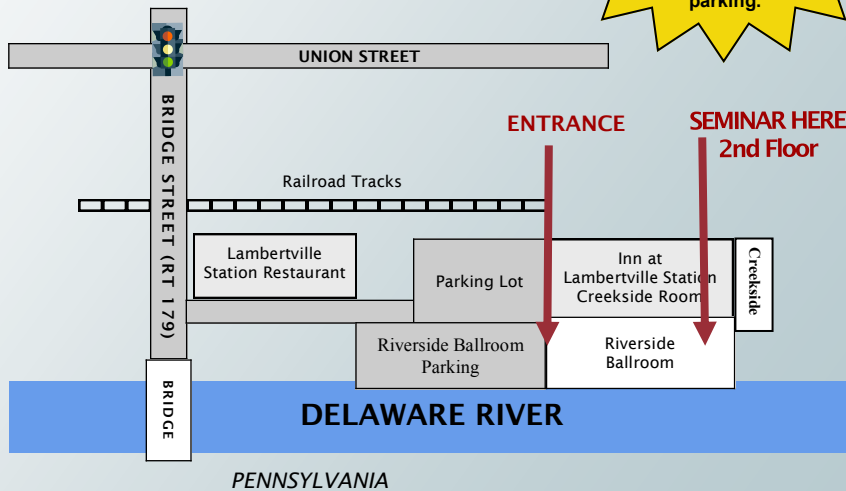 parking.
UNION STREET
BRIDGE STREET (RT 179)
ENTRANCE
SEMINAR HERE
2nd Floor
Railroad Tracks
Lambertville
Station Restaurant
Parking Lot
Inn at
Lambertville Station
Creekside Room
Creekside
Riverside Ballroom
Parking
Riverside
Ballroom
BRIDGE
DELAWARE RIVER
PENNSYLVANIA